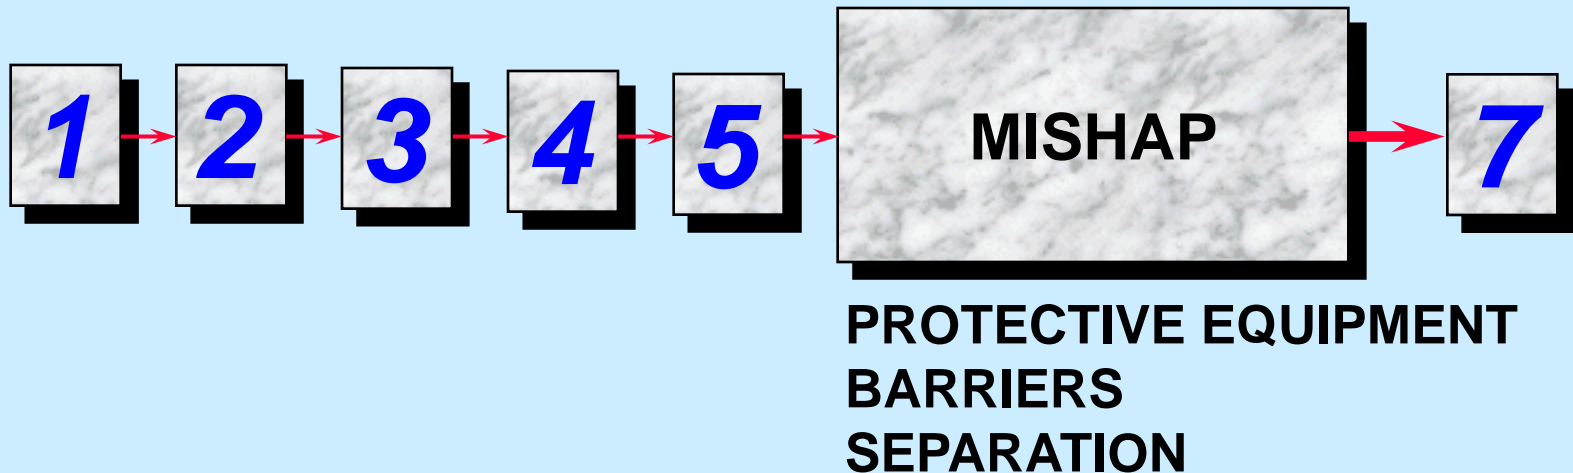 1 2 3 4 5 MISHAP 7
PROTECTIVE EQUIPMENT
BARRIERS
SEPARATION